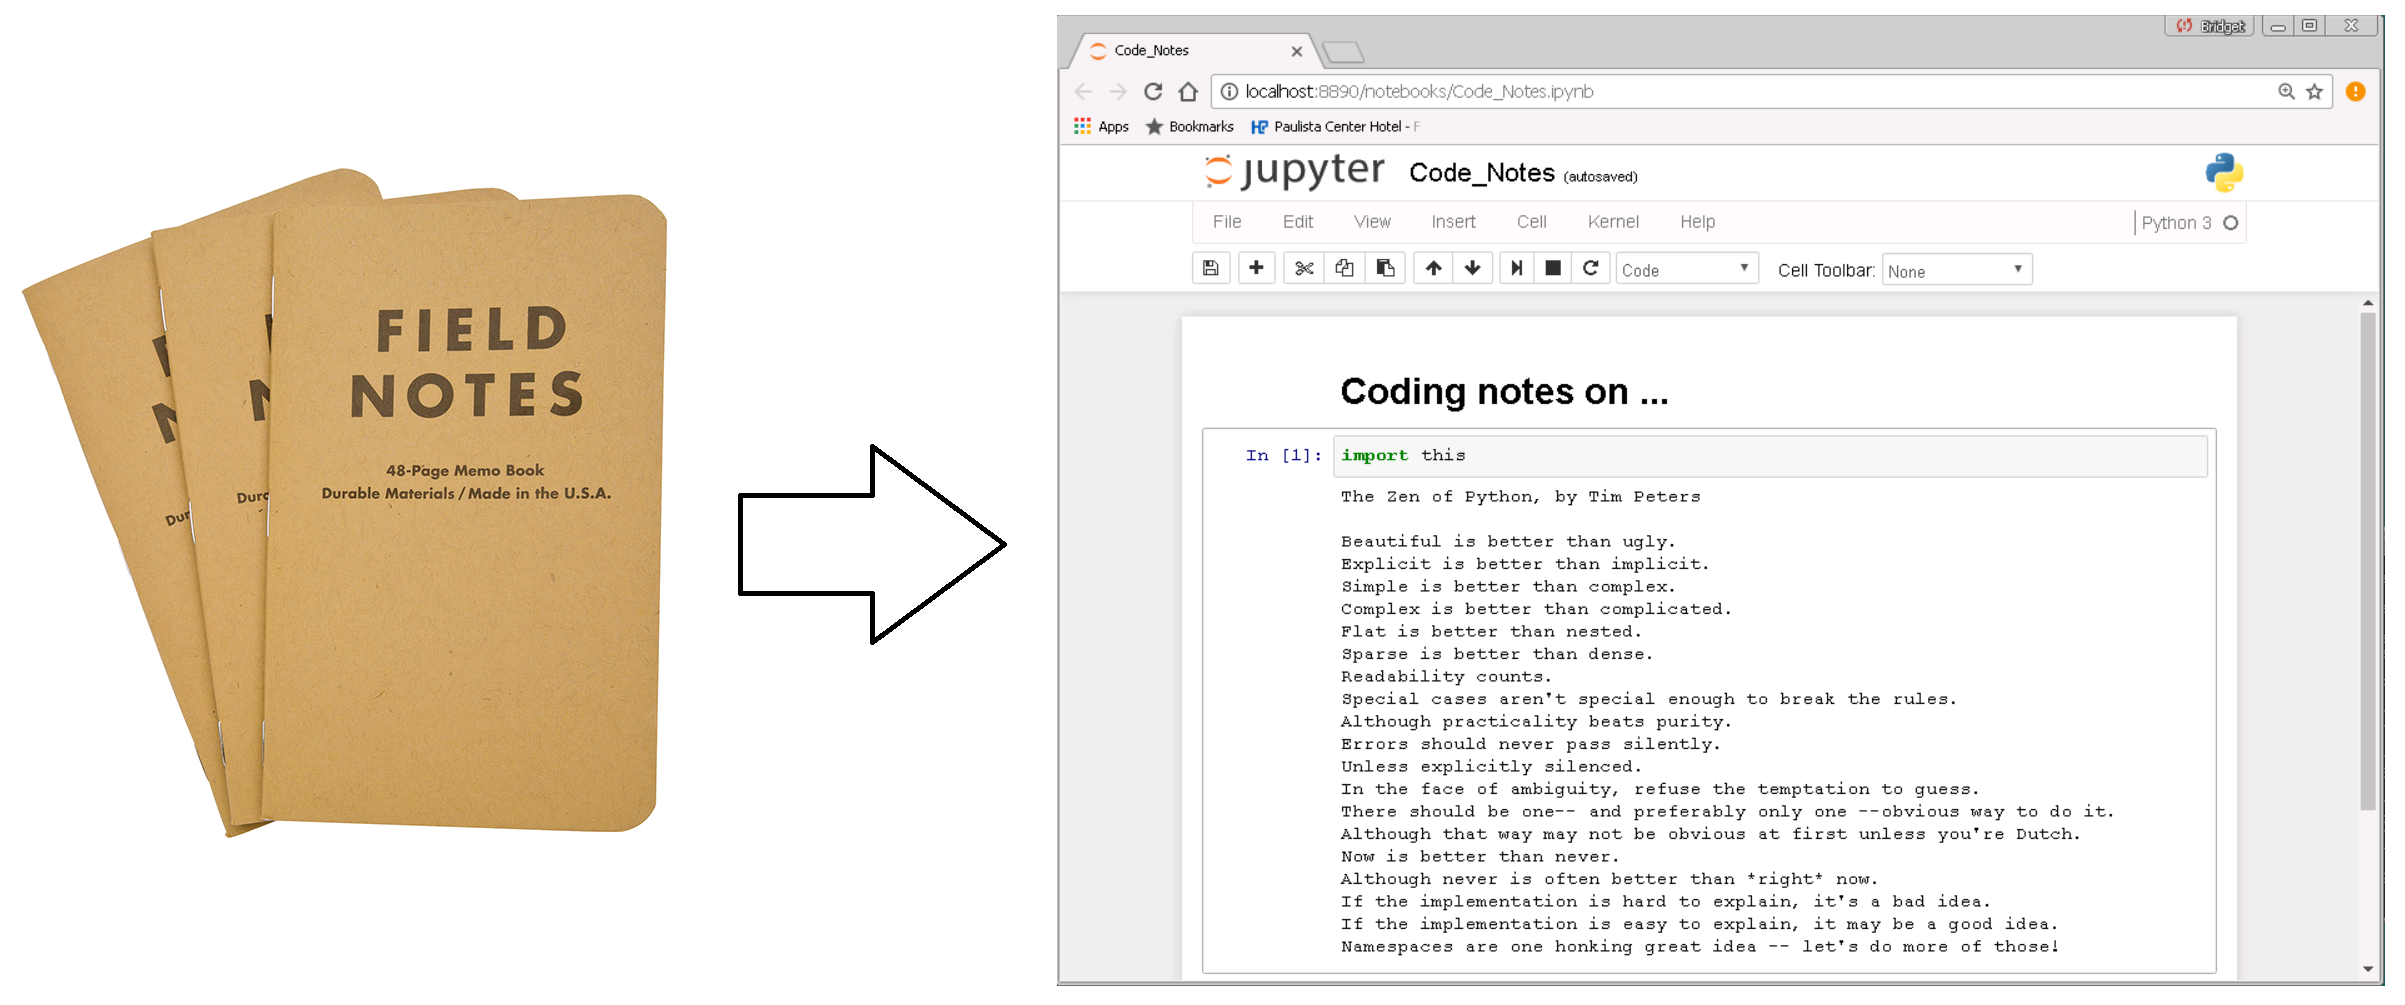 FIELD
NOTES
48-Page Memo Book
Durable Materials / Made in the U.S.A.
Bridget
Code_Notes
localhost:8890/notebooks/Code_Notes.ipynb
Apps Bookmarks HP Paulista Center Hotel - F
jupyter Code_Notes (autosaved)
File Edit View Insert Cell Kernel Help Python 3
Code Cell Toolbar: None
Coding notes on ...
In [1]: import this
The Zen of Python, by Tim Peters
Beautiful is better than ugly.
Explicit is better than implicit.
Simple is better than complex.
Complex is better than complicated.
Flat is better than nested.
Sparse is better than dense.
Readability counts.
Special cases aren't special enough to break the rules.
Although practicality beats purity.
Errors should never pass silently.
Unless explicitly silenced.
In the face of ambiguity, refuse the temptation to guess.
There should be one-- and preferably only one --obvious way to do it.
Although that way may not be obvious at first unless you're Dutch.
Now is better than never.
Although never is often better than *right* now.
If the implementation is hard to explain, it's a bad idea.
If the implementation is easy to explain, it may be a good idea.
Namespaces are one honking great idea -- let's do more of those!